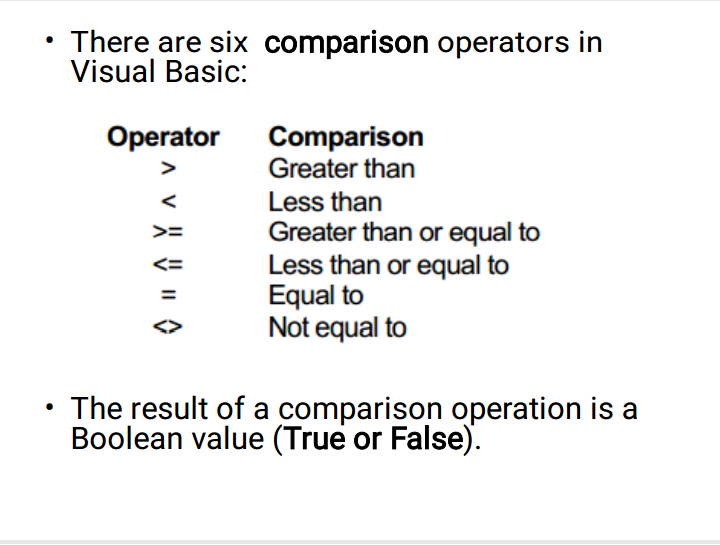 • There are six comparison operators in
Visual Basic:
Operator Comparison
> Greater than
< Less than
>= Greater than or equal to
<= Less than or equal to
= Equal to
<> Not equal to
• The result of a comparison operation is a
Boolean value (True or False).